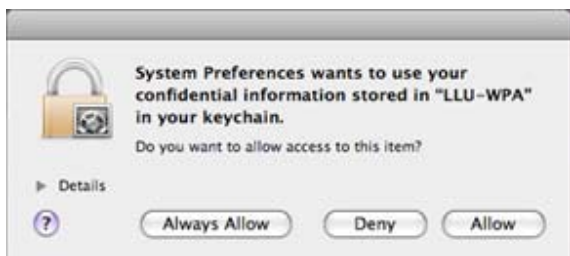 System Preferences wants to use your
confidential information stored in "LLU-WPA"
in your keychain.
Do you want to allow access to this item?
Details
? Always Allow Deny Allow